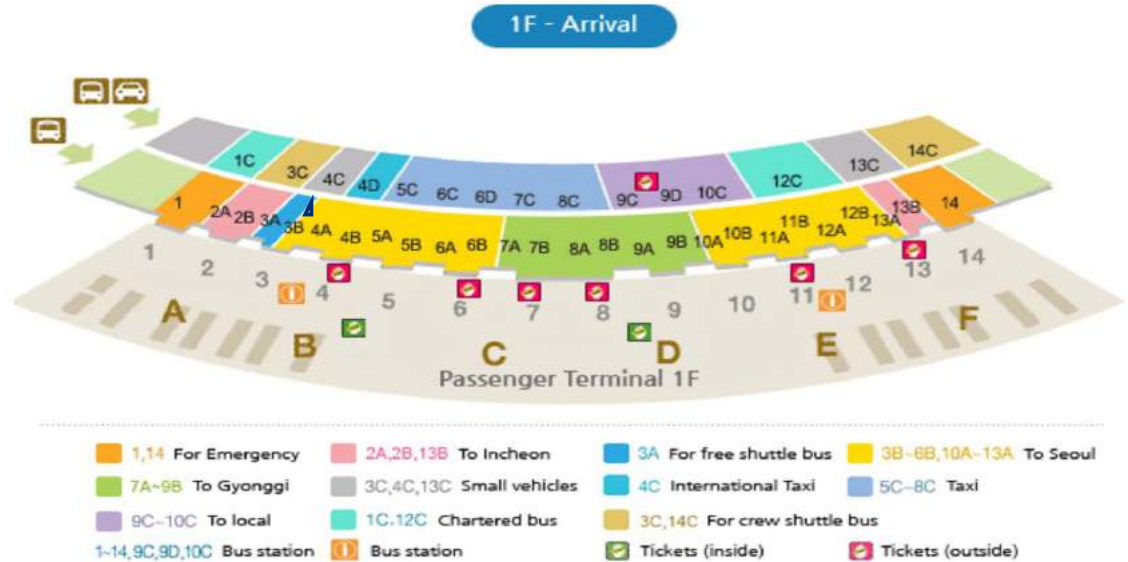 1F - Arrival
1C 3C 4C 4D 5C 6C 6D 7C 8C 9C 9D 10C 12C 13C 14C
1 2A 2B 3A 3B 4A 4B 5A 5B 6A 6B 7A 7B 8A 8B 9A 9B 10A 10B 11A 11B 12A 12B 13A 13B 14
1 2 3 4 5 6 7 8 9 10 11 12 13 14
A B C D E F
Passenger Terminal 1F
1,14 For Emergency 2A,2B,13B To Incheon 3A For free shuttle bus 3B~6B,10A~13A To Seoul
7A~9B To Gyonggi 3C,4C,13C Small vehicles 4C International Taxi 5C~8C Taxi
9C~10C To local 1C.12C Chartered bus 3C,14C For crew shuttle bus
1~14,9C,9D,10C Bus station Bus station Tickets (inside) Tickets (outside)